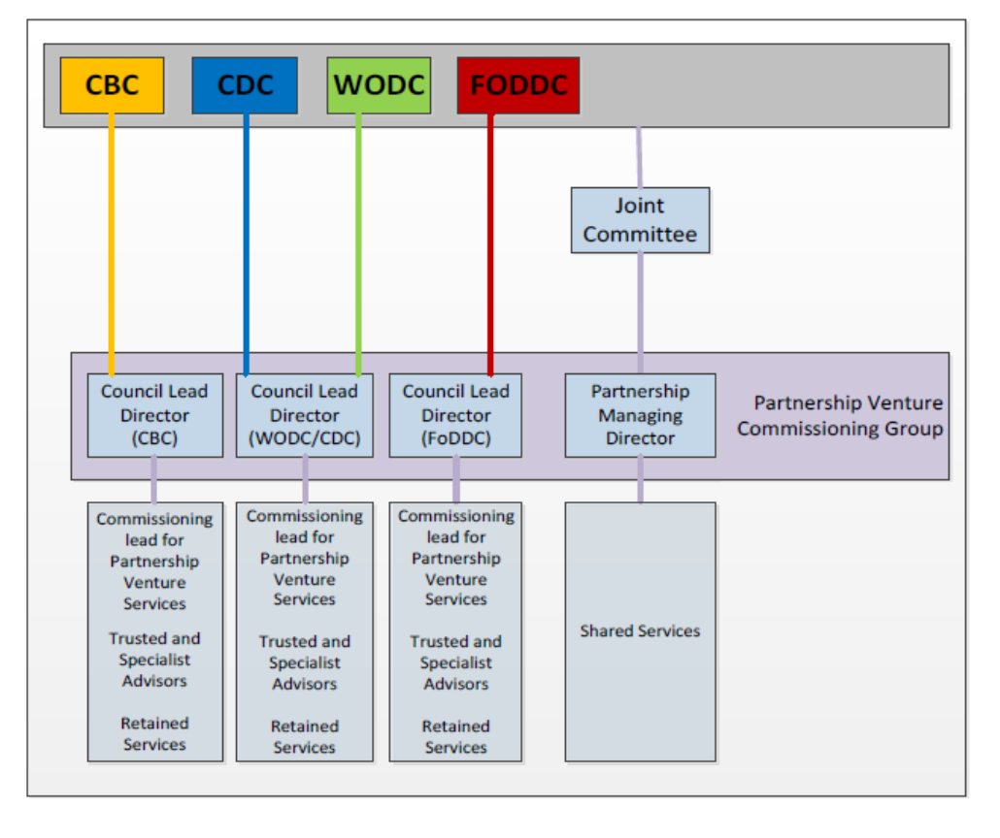 CBC
CDC
WODC
FODDC
Joint
Committee
Council Lead
Director
(CBC)
Council Lead
Director
(WODC/CDC)
Council Lead
Director
(FoDDC)
Partnership
Managing
Director
Partnership Venture
Commissioning Group
Commissioning
lead for
Partnership
Venture
Services
Trusted and
Specialist
Advisors
Retained
Services
Commissioning
lead for
Partnership
Venture
Services
Trusted and
Specialist
Advisors
Retained
Services
Commissioning
lead for
Partnership
Venture
Services
Trusted and
Specialist
Advisors
Retained
Services
Shared Services